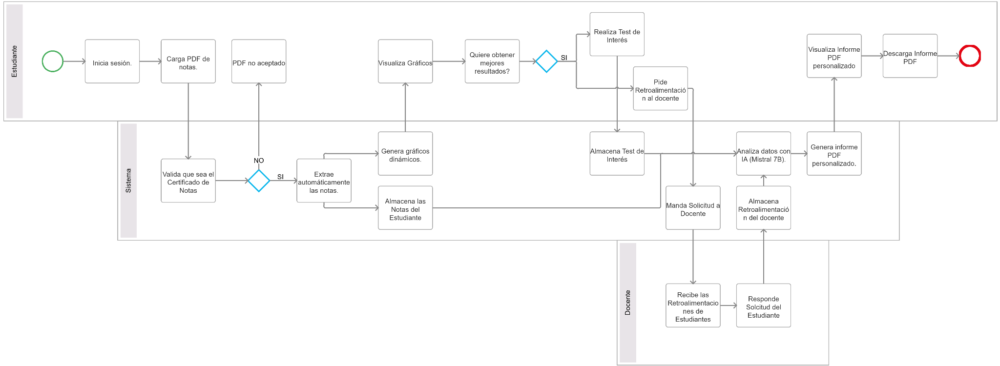 Estudiante
Inicia sesión.
Carga PDF de
notas.
PDF no aceptado
Visualiza Gráficos
Quiere obtener
mejores
resultados?
SI
Realiza Test de
Interés
Pide
Retroalimentació
n al docente
Visualiza Informe
PDF
personalizado
Descarga Informe
PDF
Sistema
Valida que sea el
Certificado de
Notas
NO
SI
Extrae
automáticamente
las notas.
Genera gráficos
dinámicos.
Almacena las
Notas del
Estudiante
Almacena Test de
Interés
Manda Solicitud a
Docente
Analiza datos con
IA (Mistral 7B).
Almacena
Retroalimentació
n del docente
Genera informe
PDF
personalizado.
Docente
Recibe las
Retroalimentacio
nes de
Estudiantes
Responde
Solcitud del
Estudiante